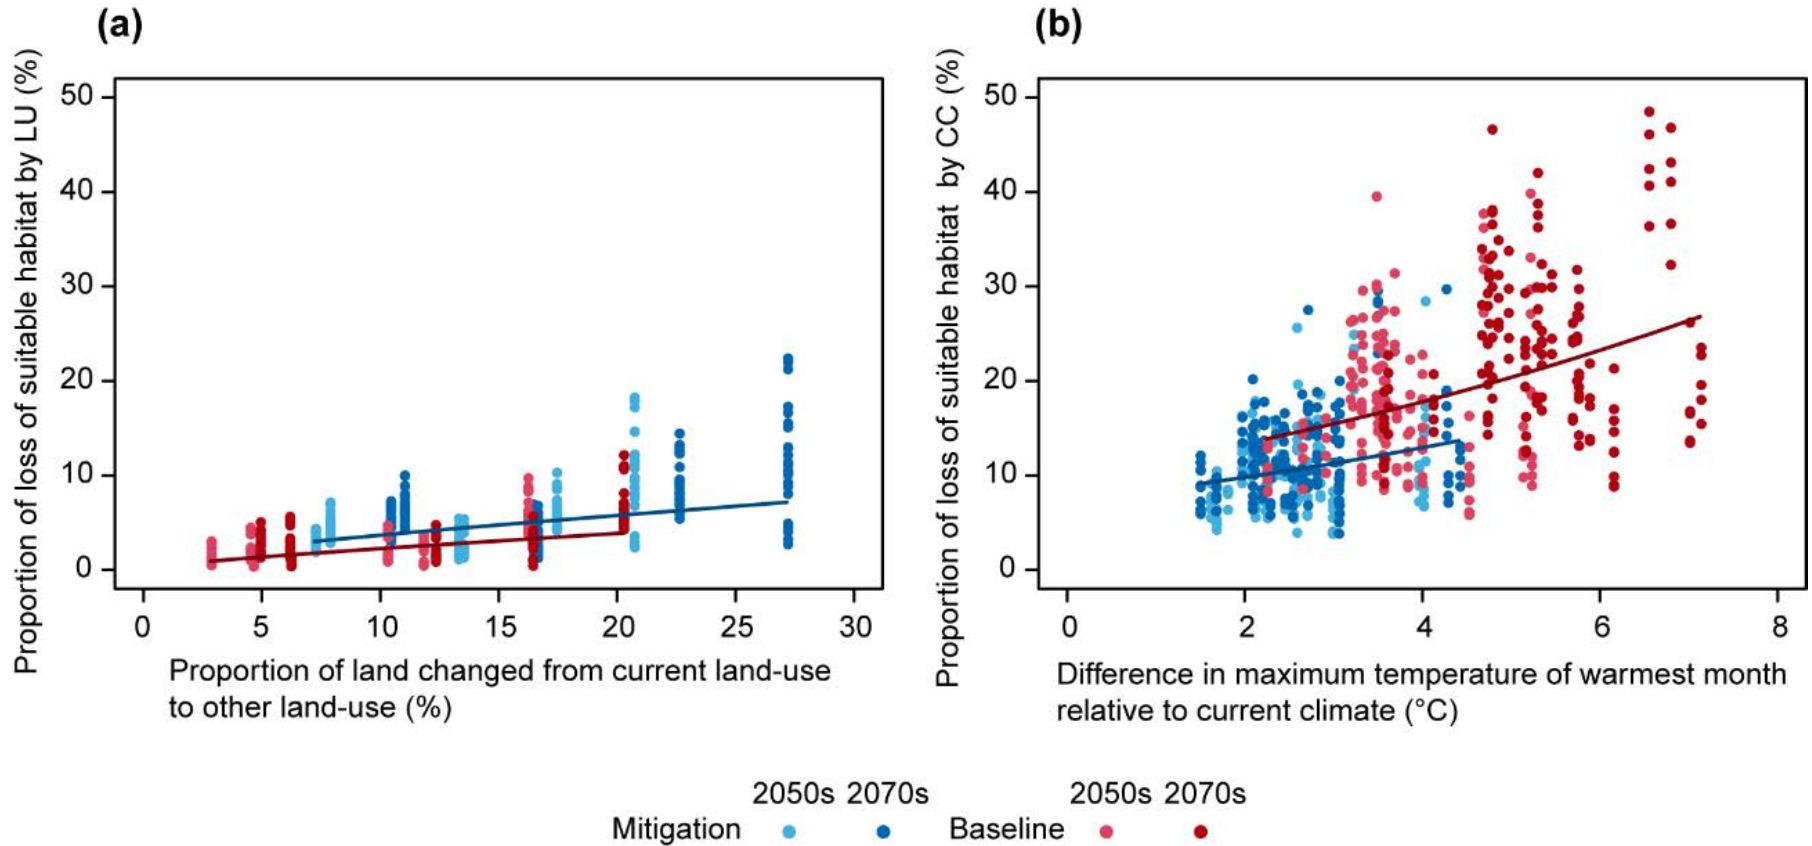 (a)
Proportion of loss of suitable habitat by LU (%)
50
40
30
20
10
0
0 5 10 15 20 25 30
Proportion of land changed from current land-use
to other land-use (%)
(b)
Proportion of loss of suitable habitat by CC (%)
50
40
30
20
10
0
0 2 4 6 8
Difference in maximum temperature of warmest month
relative to current climate (°C)
2050s 2070s 2050s 2070s
Mitigation Baseline